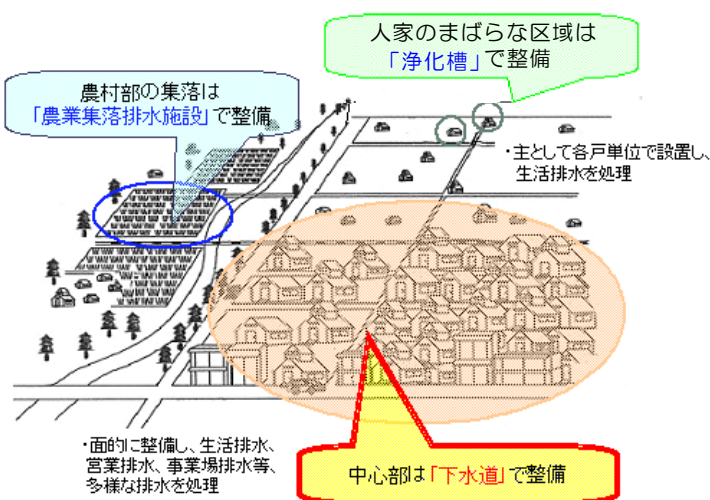 人家のまばらな区域は
「浄化槽」で整備
農村部の集落は
「農業集落排水施設」で整備
・主として各戸単位で設置し、
生活排水を処理
・面的に整備し、生活排水、
営業排水、事業場排水等、
多様な排水を処理
中心部は「下水道」で整備